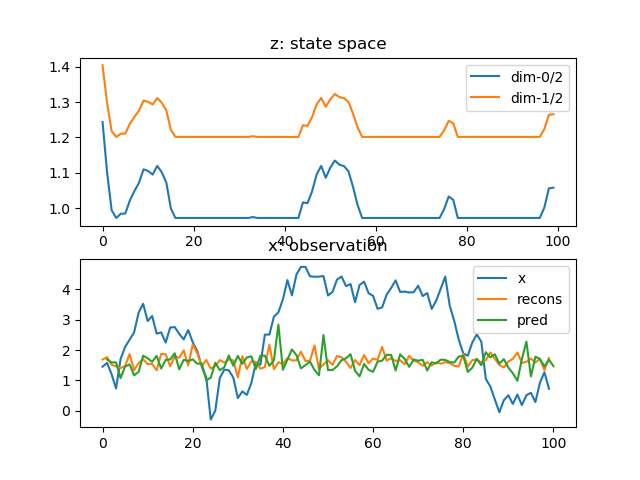 z: state space
1.4
1.3
1.2
1.1
1.0
dim-0/2
dim-1/2
0 20 40 60 80 100
x: observation
4
3
2
1
0
x
recons
pred
0 20 40 60 80 100